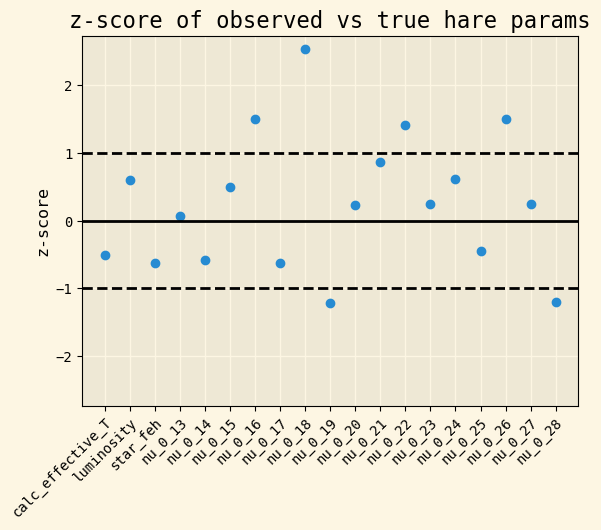 z-score of observed vs true hare params
z-score
2
1
0
−1
−2
calc_effective_T
luminosity
star_feh
nu_0_13
nu_0_14
nu_0_15
nu_0_16
nu_0_17
nu_0_18
nu_0_19
nu_0_20
nu_0_21
nu_0_22
nu_0_23
nu_0_24
nu_0_25
nu_0_26
nu_0_27
nu_0_28